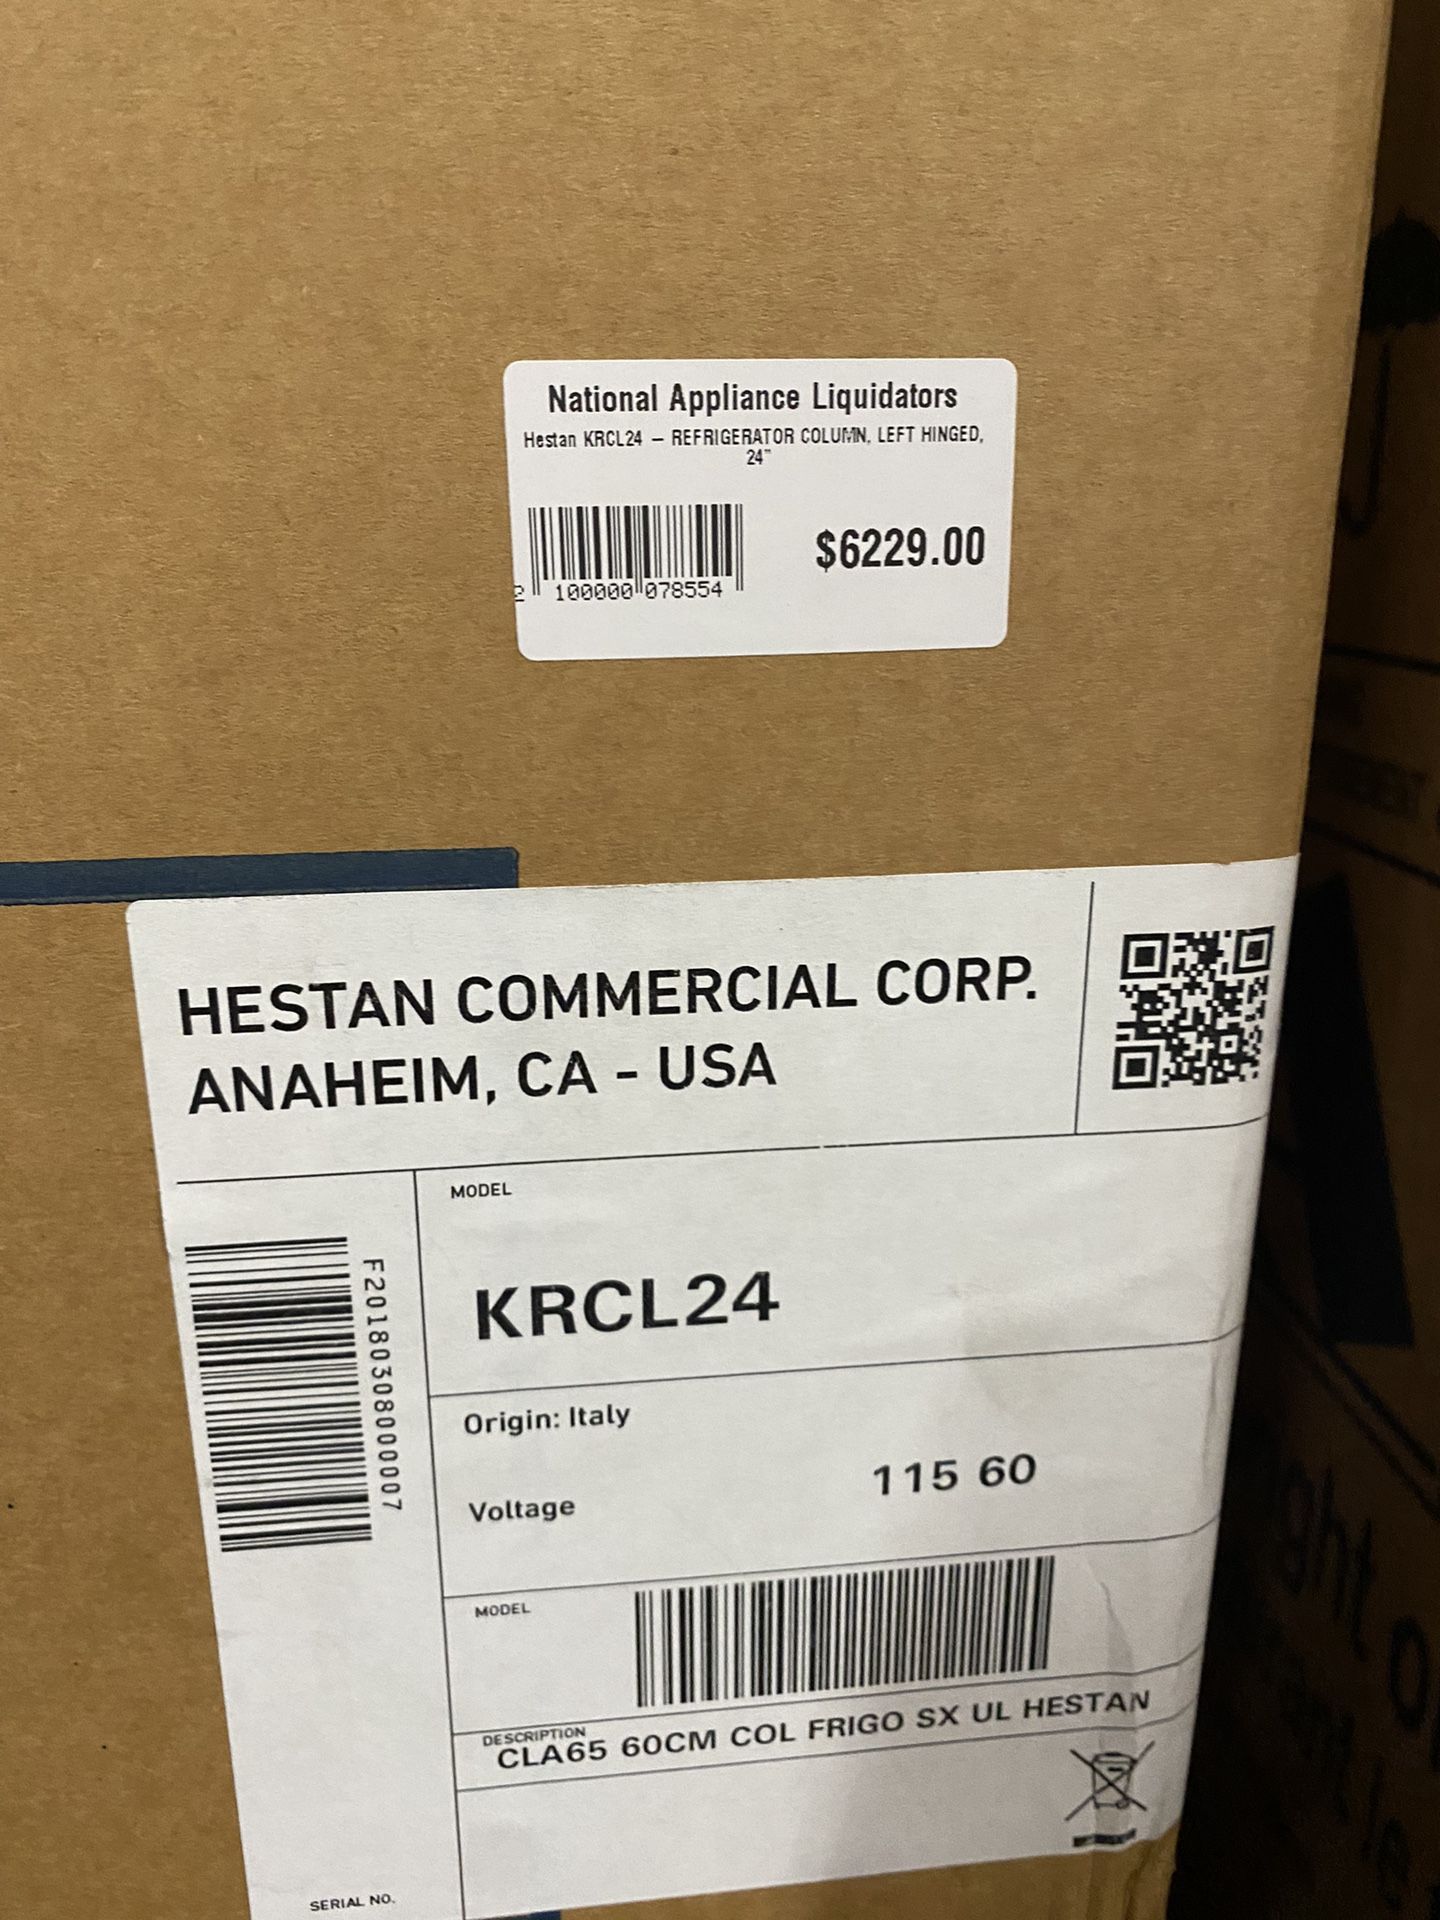 National Appliance Liquidators
Hestan KRCL24 – REFRIGERATOR COLUMN, LEFT HINGED,
24"
$6229.00
2 100000 078554
HESTAN COMMERCIAL CORP.
ANAHEIM, CA - USA
MODEL
KRCL24
F20180308000007
Origin: Italy
115 60
Voltage
MODEL
DESCRIPTION
CLA65 60CM COL FRIGO SX UL HESTAN
SERIAL NO.
ght